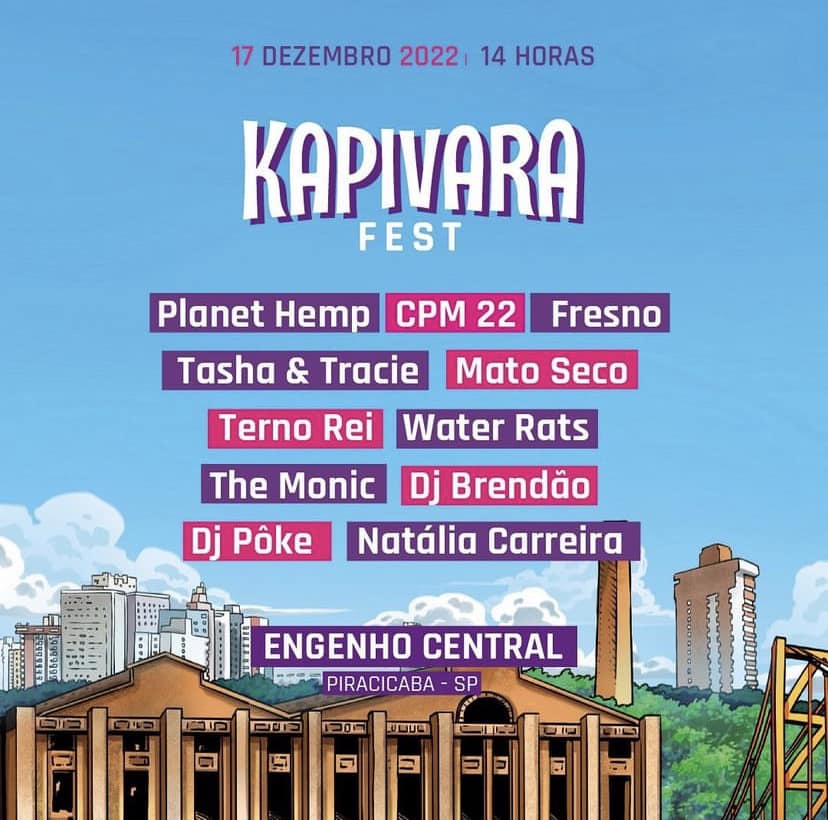 17 DEZEMBRO 2022 | 14 HORAS
KAPIVARA
FEST
Planet Hemp CPM 22 Fresno
Tasha & Tracie Mato Seco
Terno Rei Water Rats
The Monic Dj Brendão
Dj Pôke Natália Carreira
ENGENHO CENTRAL
PIRACICABA - SP